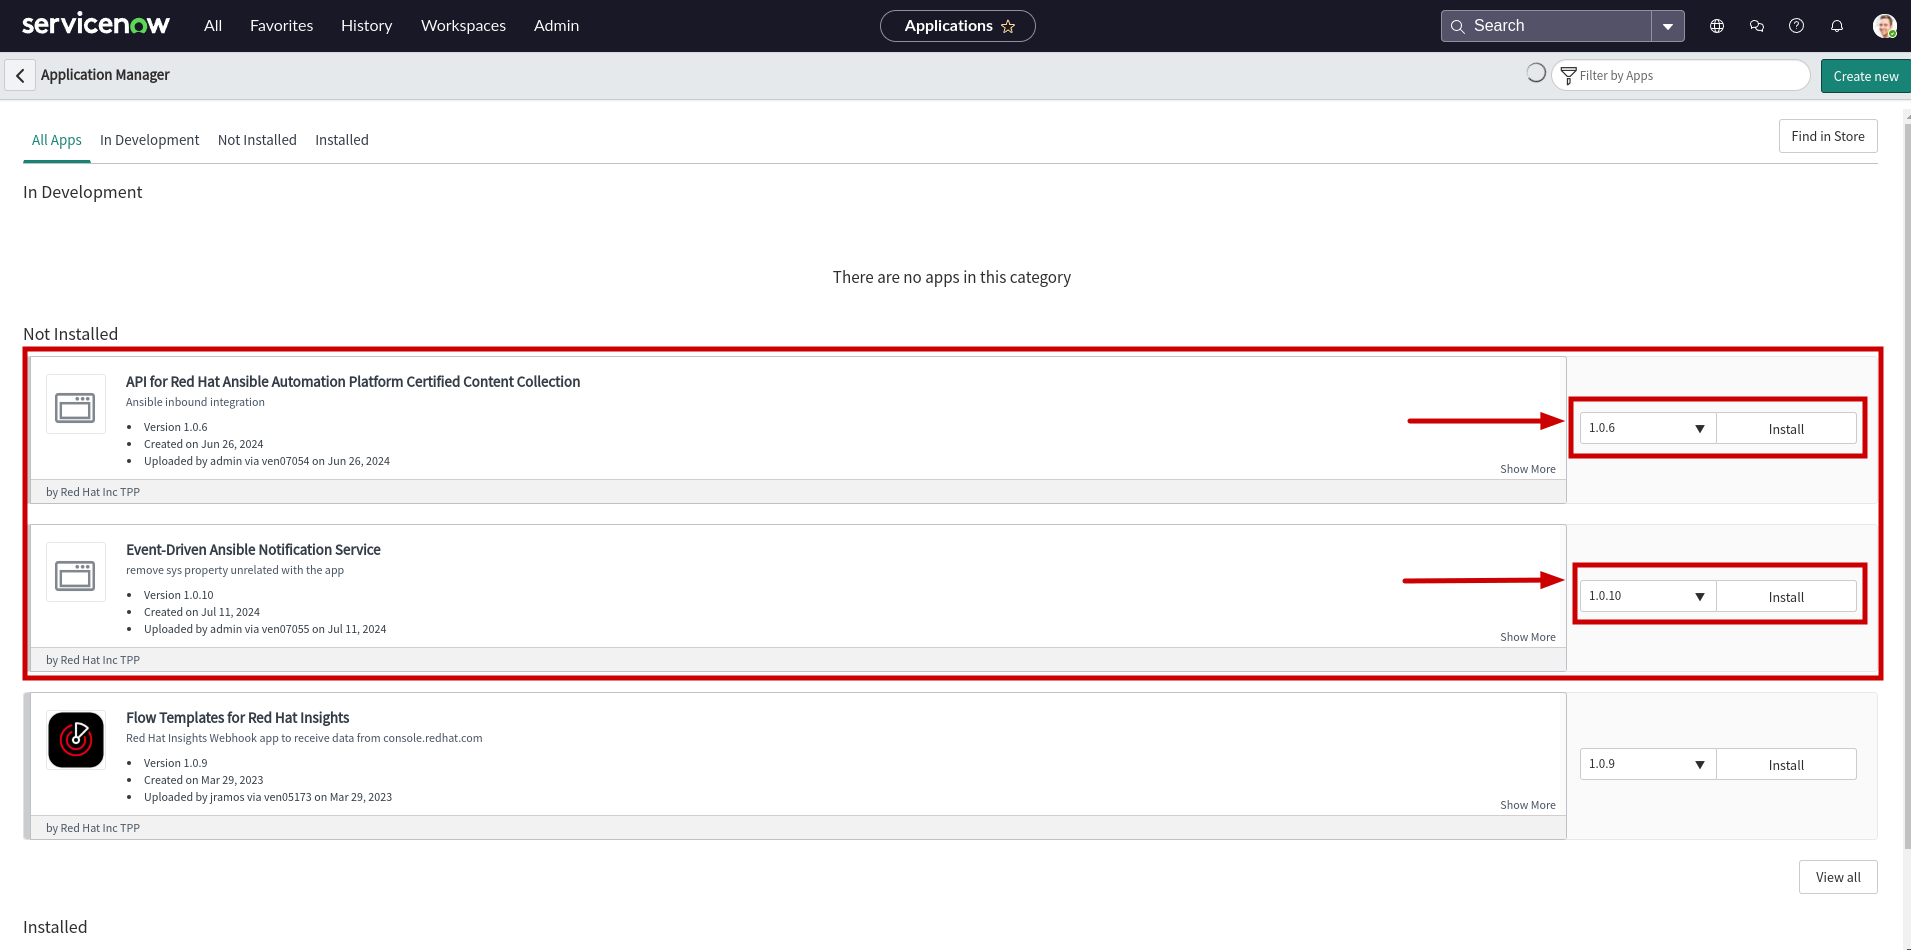 servicenow All Favorites History Workspaces Admin Applications Search
Application Manager Filter by Apps Create new
All Apps In Development Not Installed Installed Find in Store
In Development
There are no apps in this category
Not Installed
API for Red Hat Ansible Automation Platform Certified Content Collection
Ansible inbound integration
Version 1.0.6
Created on Jun 26, 2024
Uploaded by admin via ven07054 on Jun 26, 2024
Show More
by Red Hat Inc TPP
1.0.6 Install
Event-Driven Ansible Notification Service
remove sys property unrelated with the app
Version 1.0.10
Created on Jul 11, 2024
Uploaded by admin via ven07055 on Jul 11, 2024
Show More
by Red Hat Inc TPP
1.0.10 Install
Flow Templates for Red Hat Insights
Red Hat Insights Webhook app to receive data from console.redhat.com
Version 1.0.9
Created on Mar 29, 2023
Uploaded by jramos via ven05173 on Mar 29, 2023
Show More
by Red Hat Inc TPP
1.0.9 Install
View all
Installed